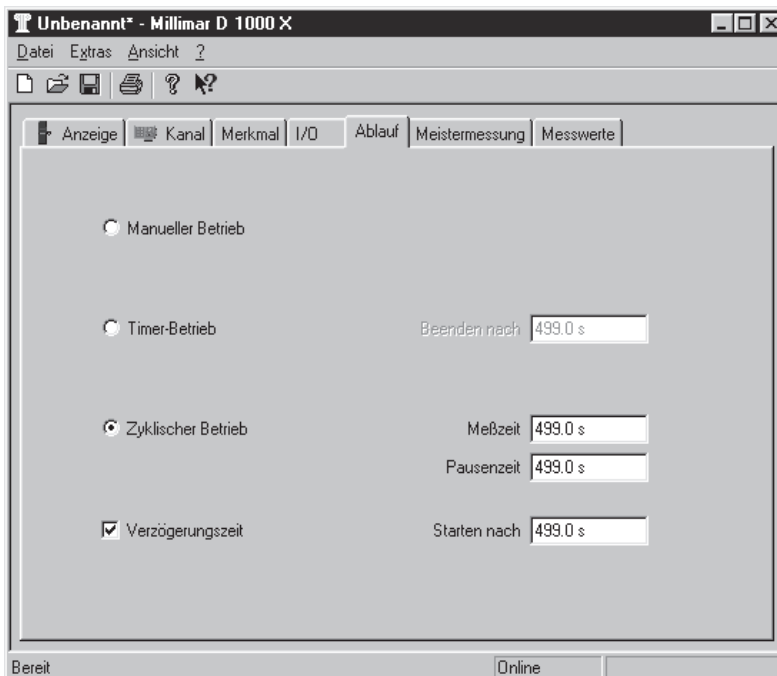 Unbenannt* - Millimar D 1000 X
Datei Extras Ansicht ?
Anzeige Kanal Merkmal I/O Ablauf Meistermessung Messwerte
Manueller Betrieb
Timer-Betrieb Beenden nach 499.0 s
Zyklischer Betrieb Meßzeit 499.0 s
Pausenzeit 499.0 s
Verzögerungszeit Starten nach 499.0 s
Bereit Online